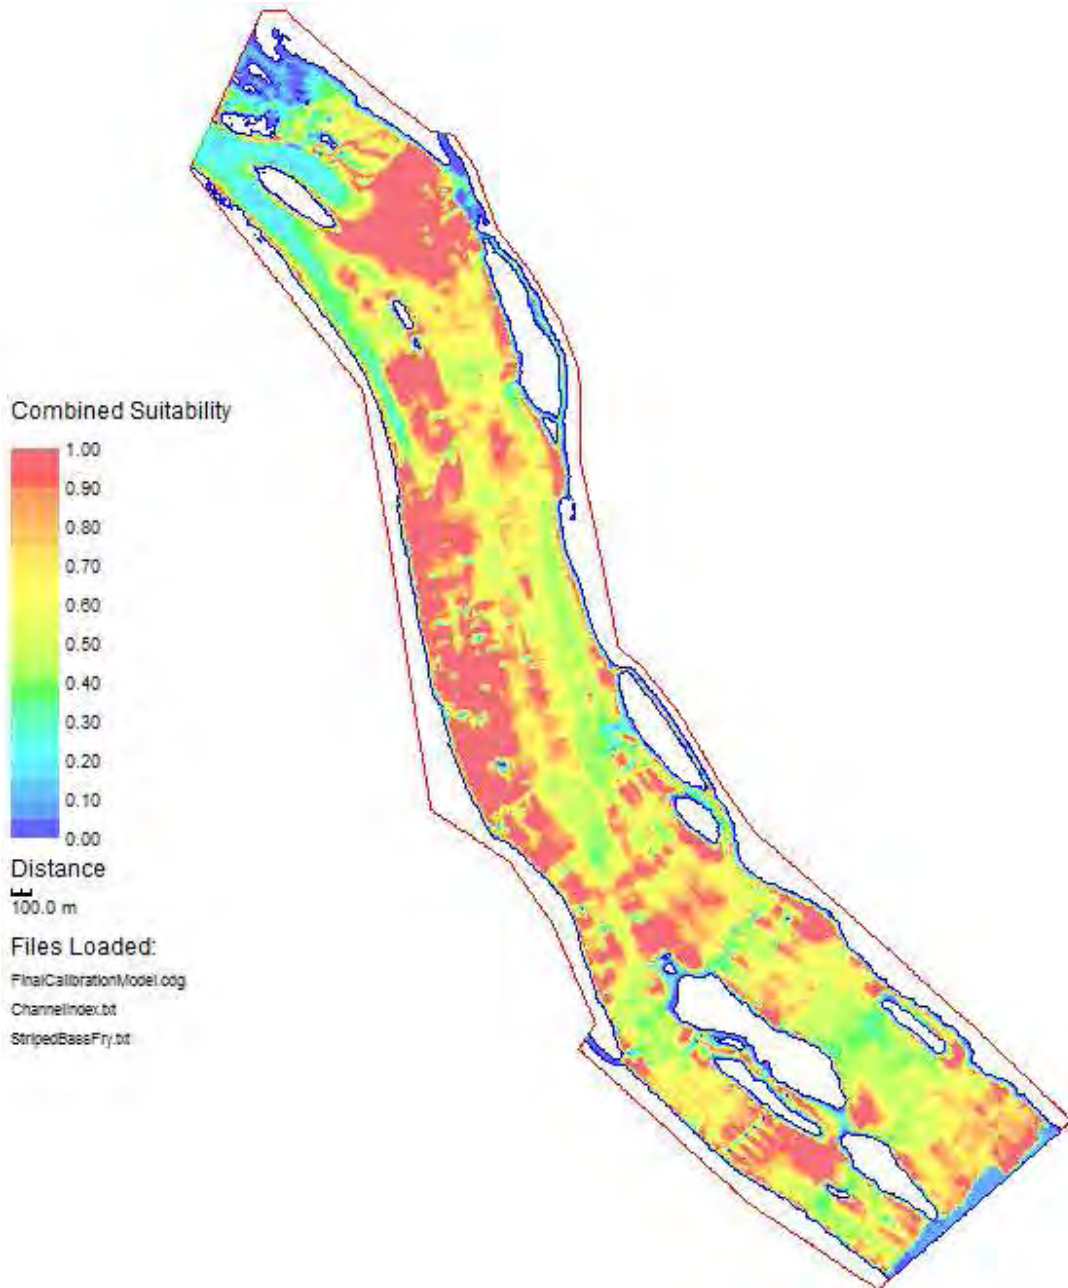 Combined Suitability
1.00
0.90
0.80
0.70
0.60
0.50
0.40
0.30
0.20
0.10
0.00
Distance
100.0 m
Files Loaded:
FinalCalibrationModel.cdg
ChannelIndex.txt
StripedBassFry.txt